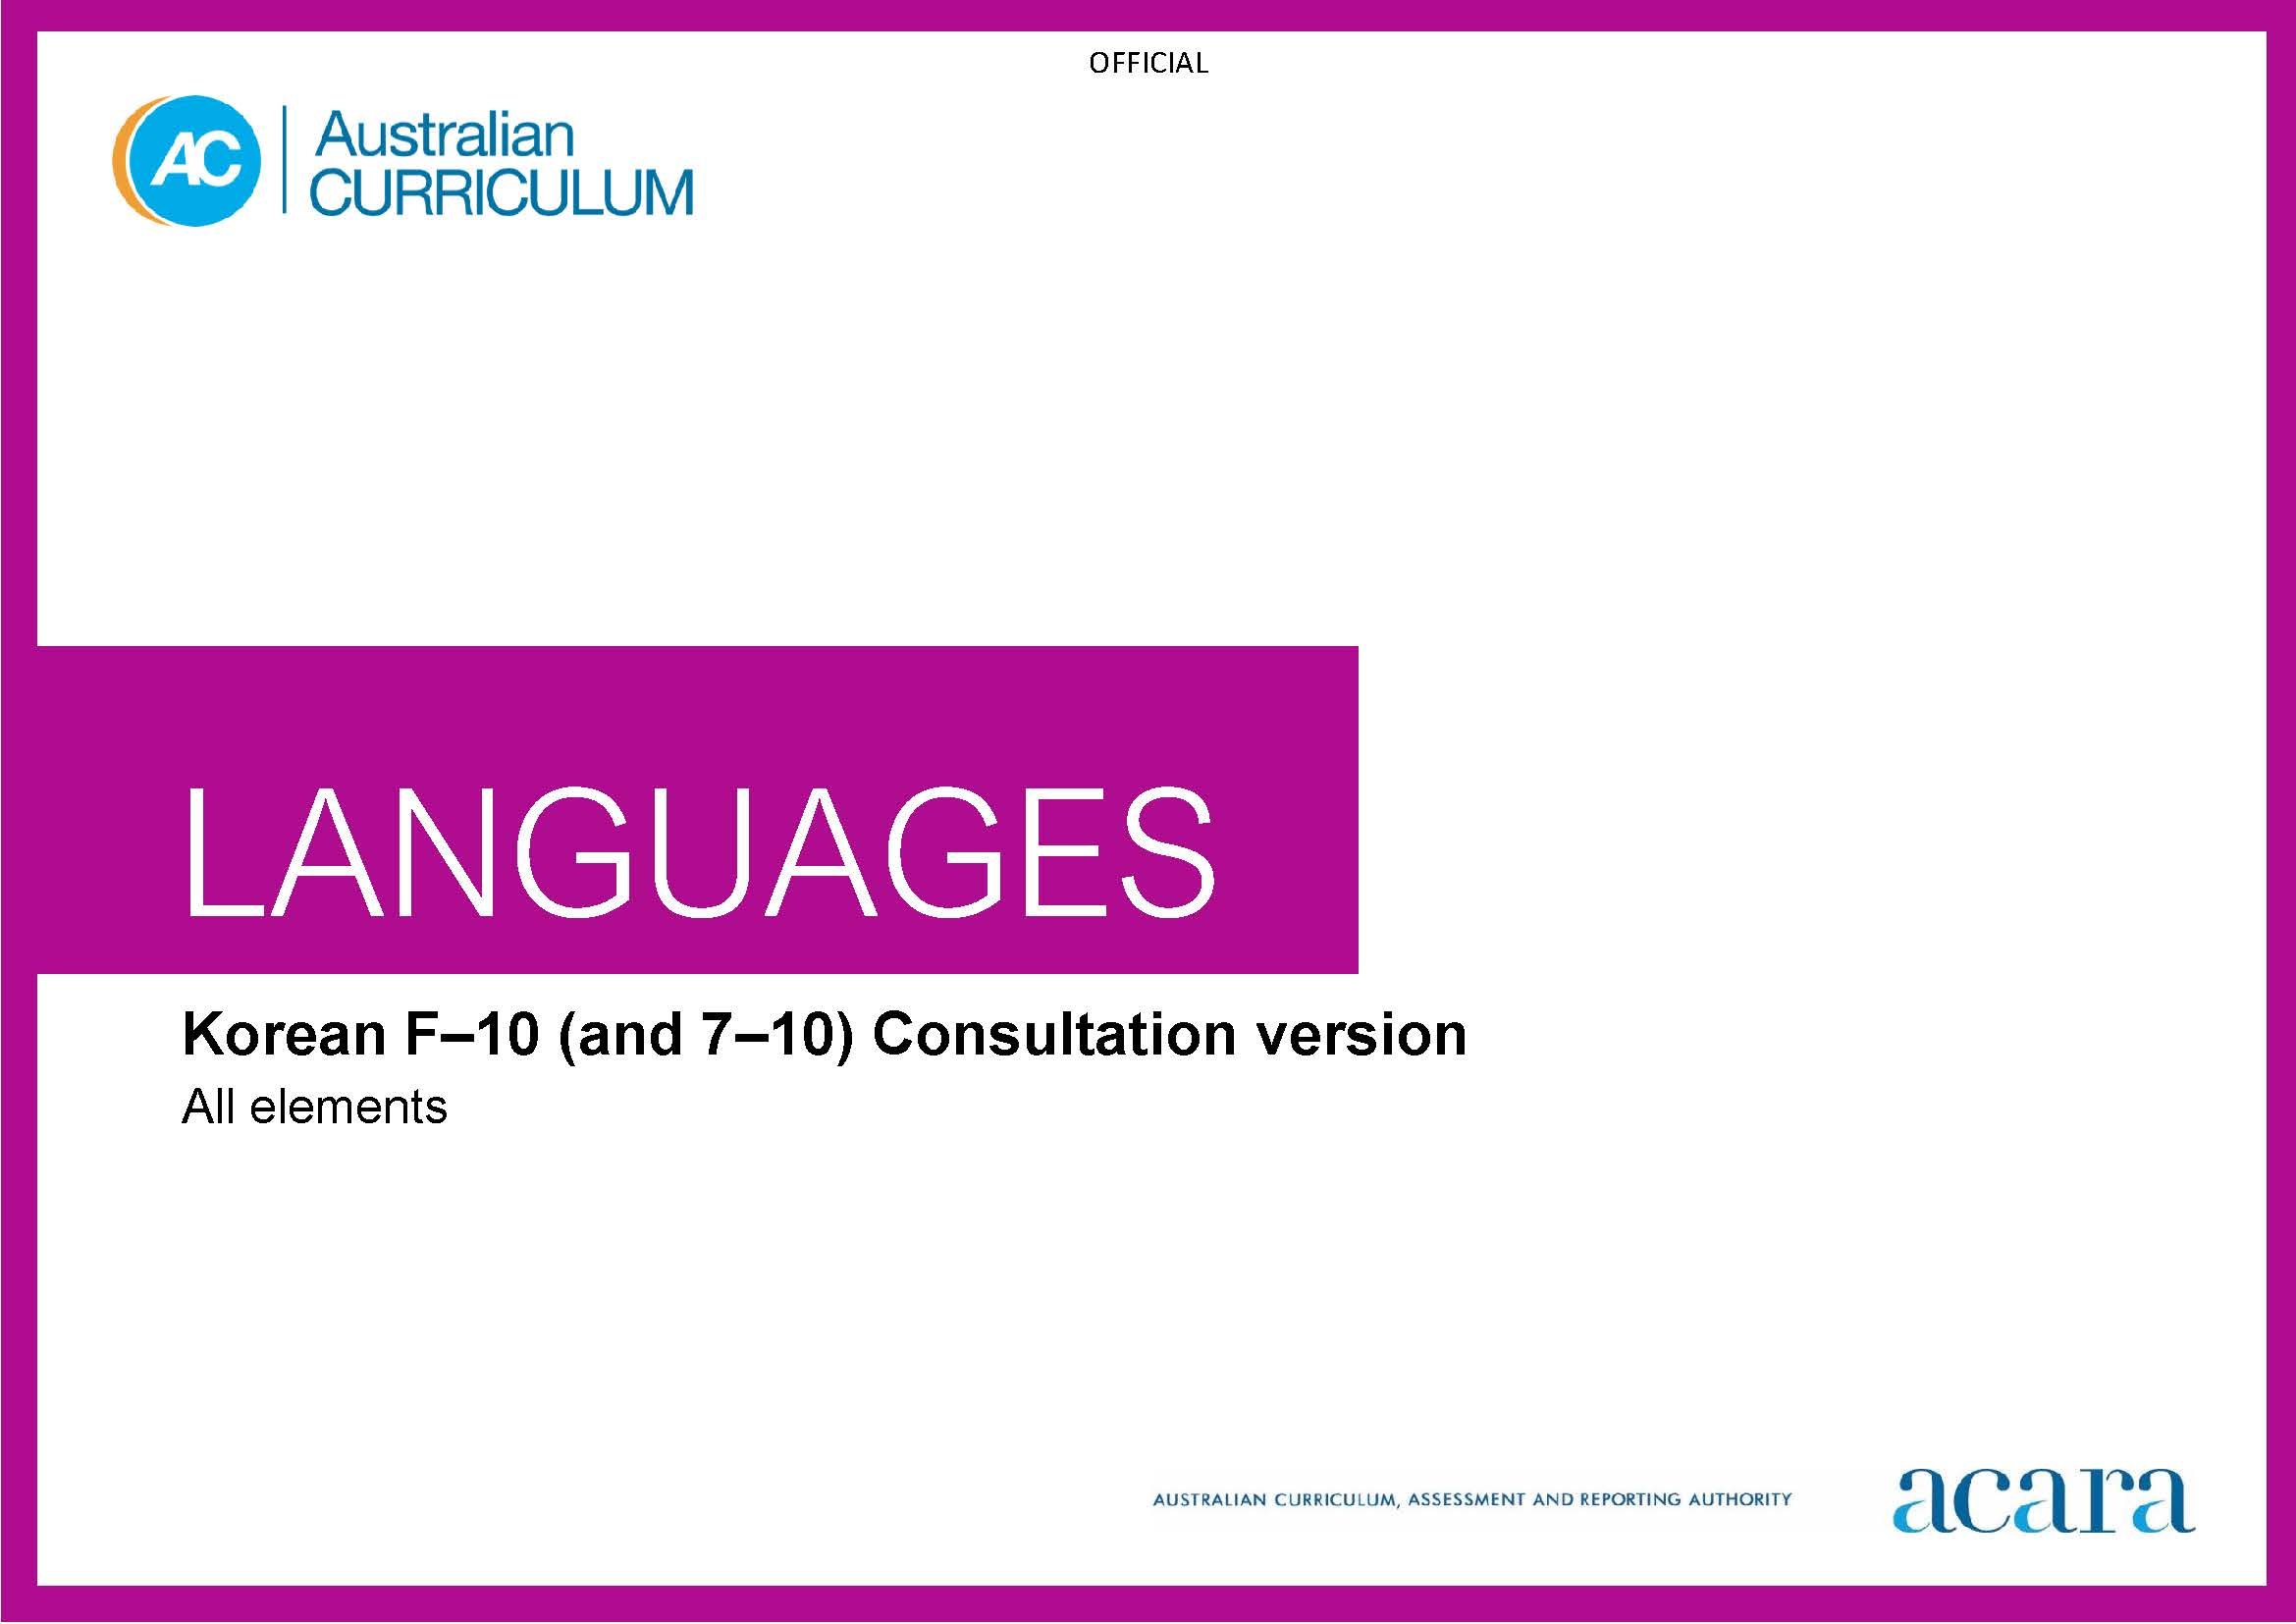 OFFICIAL
AC
Australian
CURRICULUM
LANGUAGES
Korean F–10 (and 7–10) Consultation version
All elements
AUSTRALIAN CURRICULUM, ASSESSMENT AND REPORTING AUTHORITY
acara